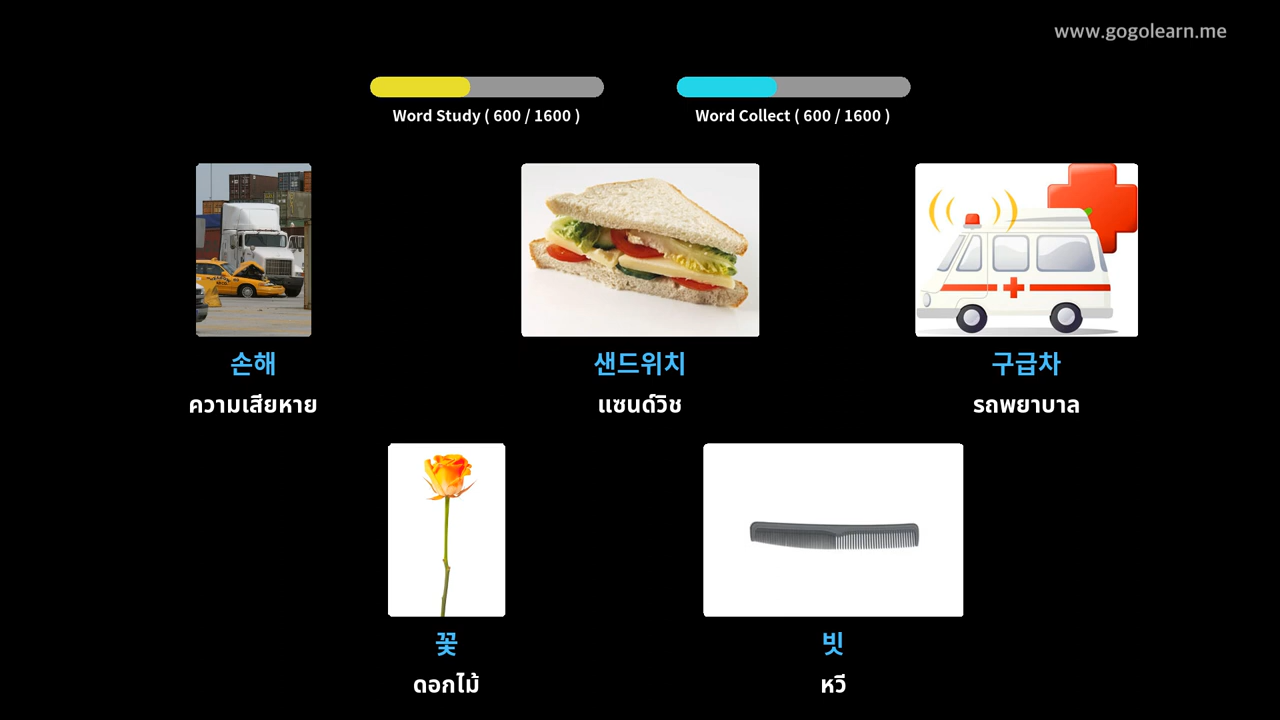 www.gogolearn.me
Word Study ( 600 / 1600 )
Word Collect ( 600 / 1600 )
손해
샌드위치
구급차
ความเสียหาย
แซนด์วิช
รถพยาบาล
꽃
빗
ดอกไม้
หวี